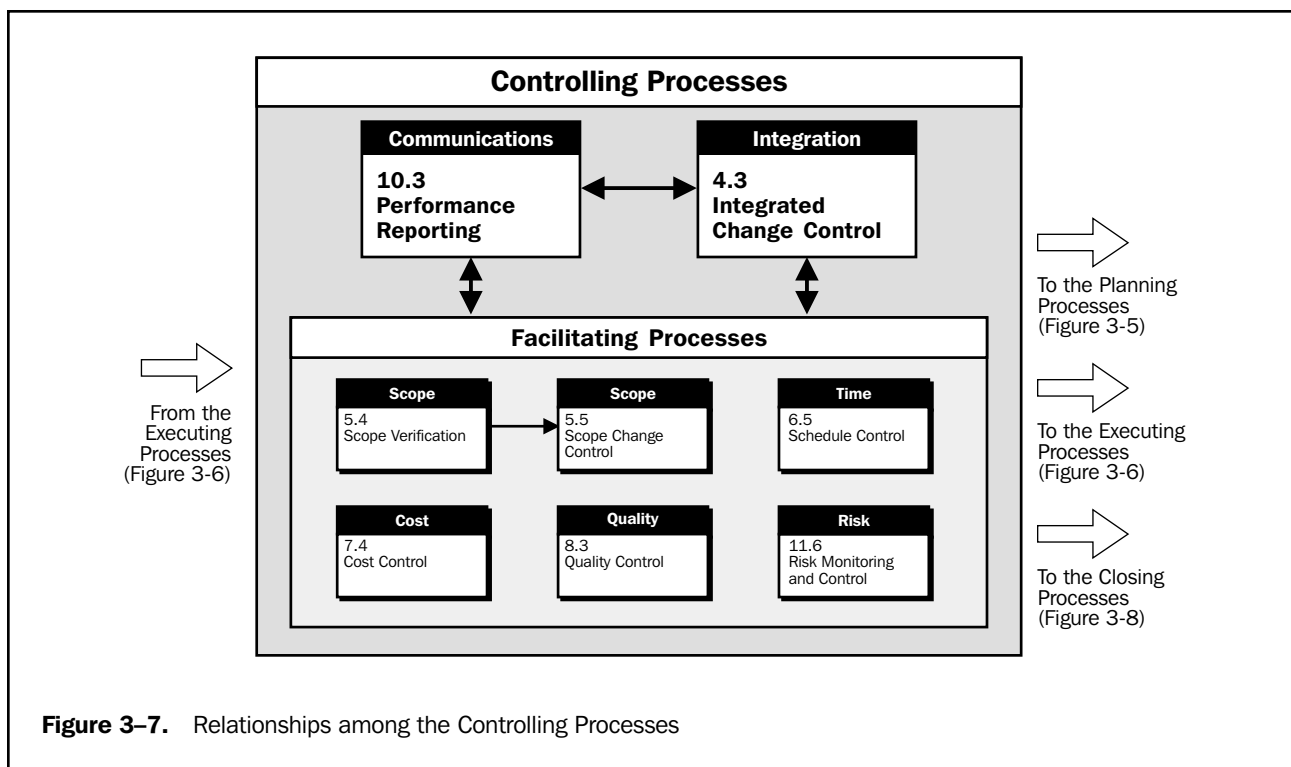 Controlling Processes
Communications
10.3
Performance
Reporting
Integration
4.3
Integrated
Change Control
Facilitating Processes
Scope
5.4
Scope Verification
Scope
5.5
Scope Change
Control
Time
6.5
Schedule Control
Cost
7.4
Cost Control
Quality
8.3
Quality Control
Risk
11.6
Risk Monitoring
and Control
From the
Executing
Processes
(Figure 3-6)
To the Planning
Processes
(Figure 3-5)
To the Executing
Processes
(Figure 3-6)
To the Closing
Processes
(Figure 3-8)
Figure 3–7. Relationships among the Controlling Processes